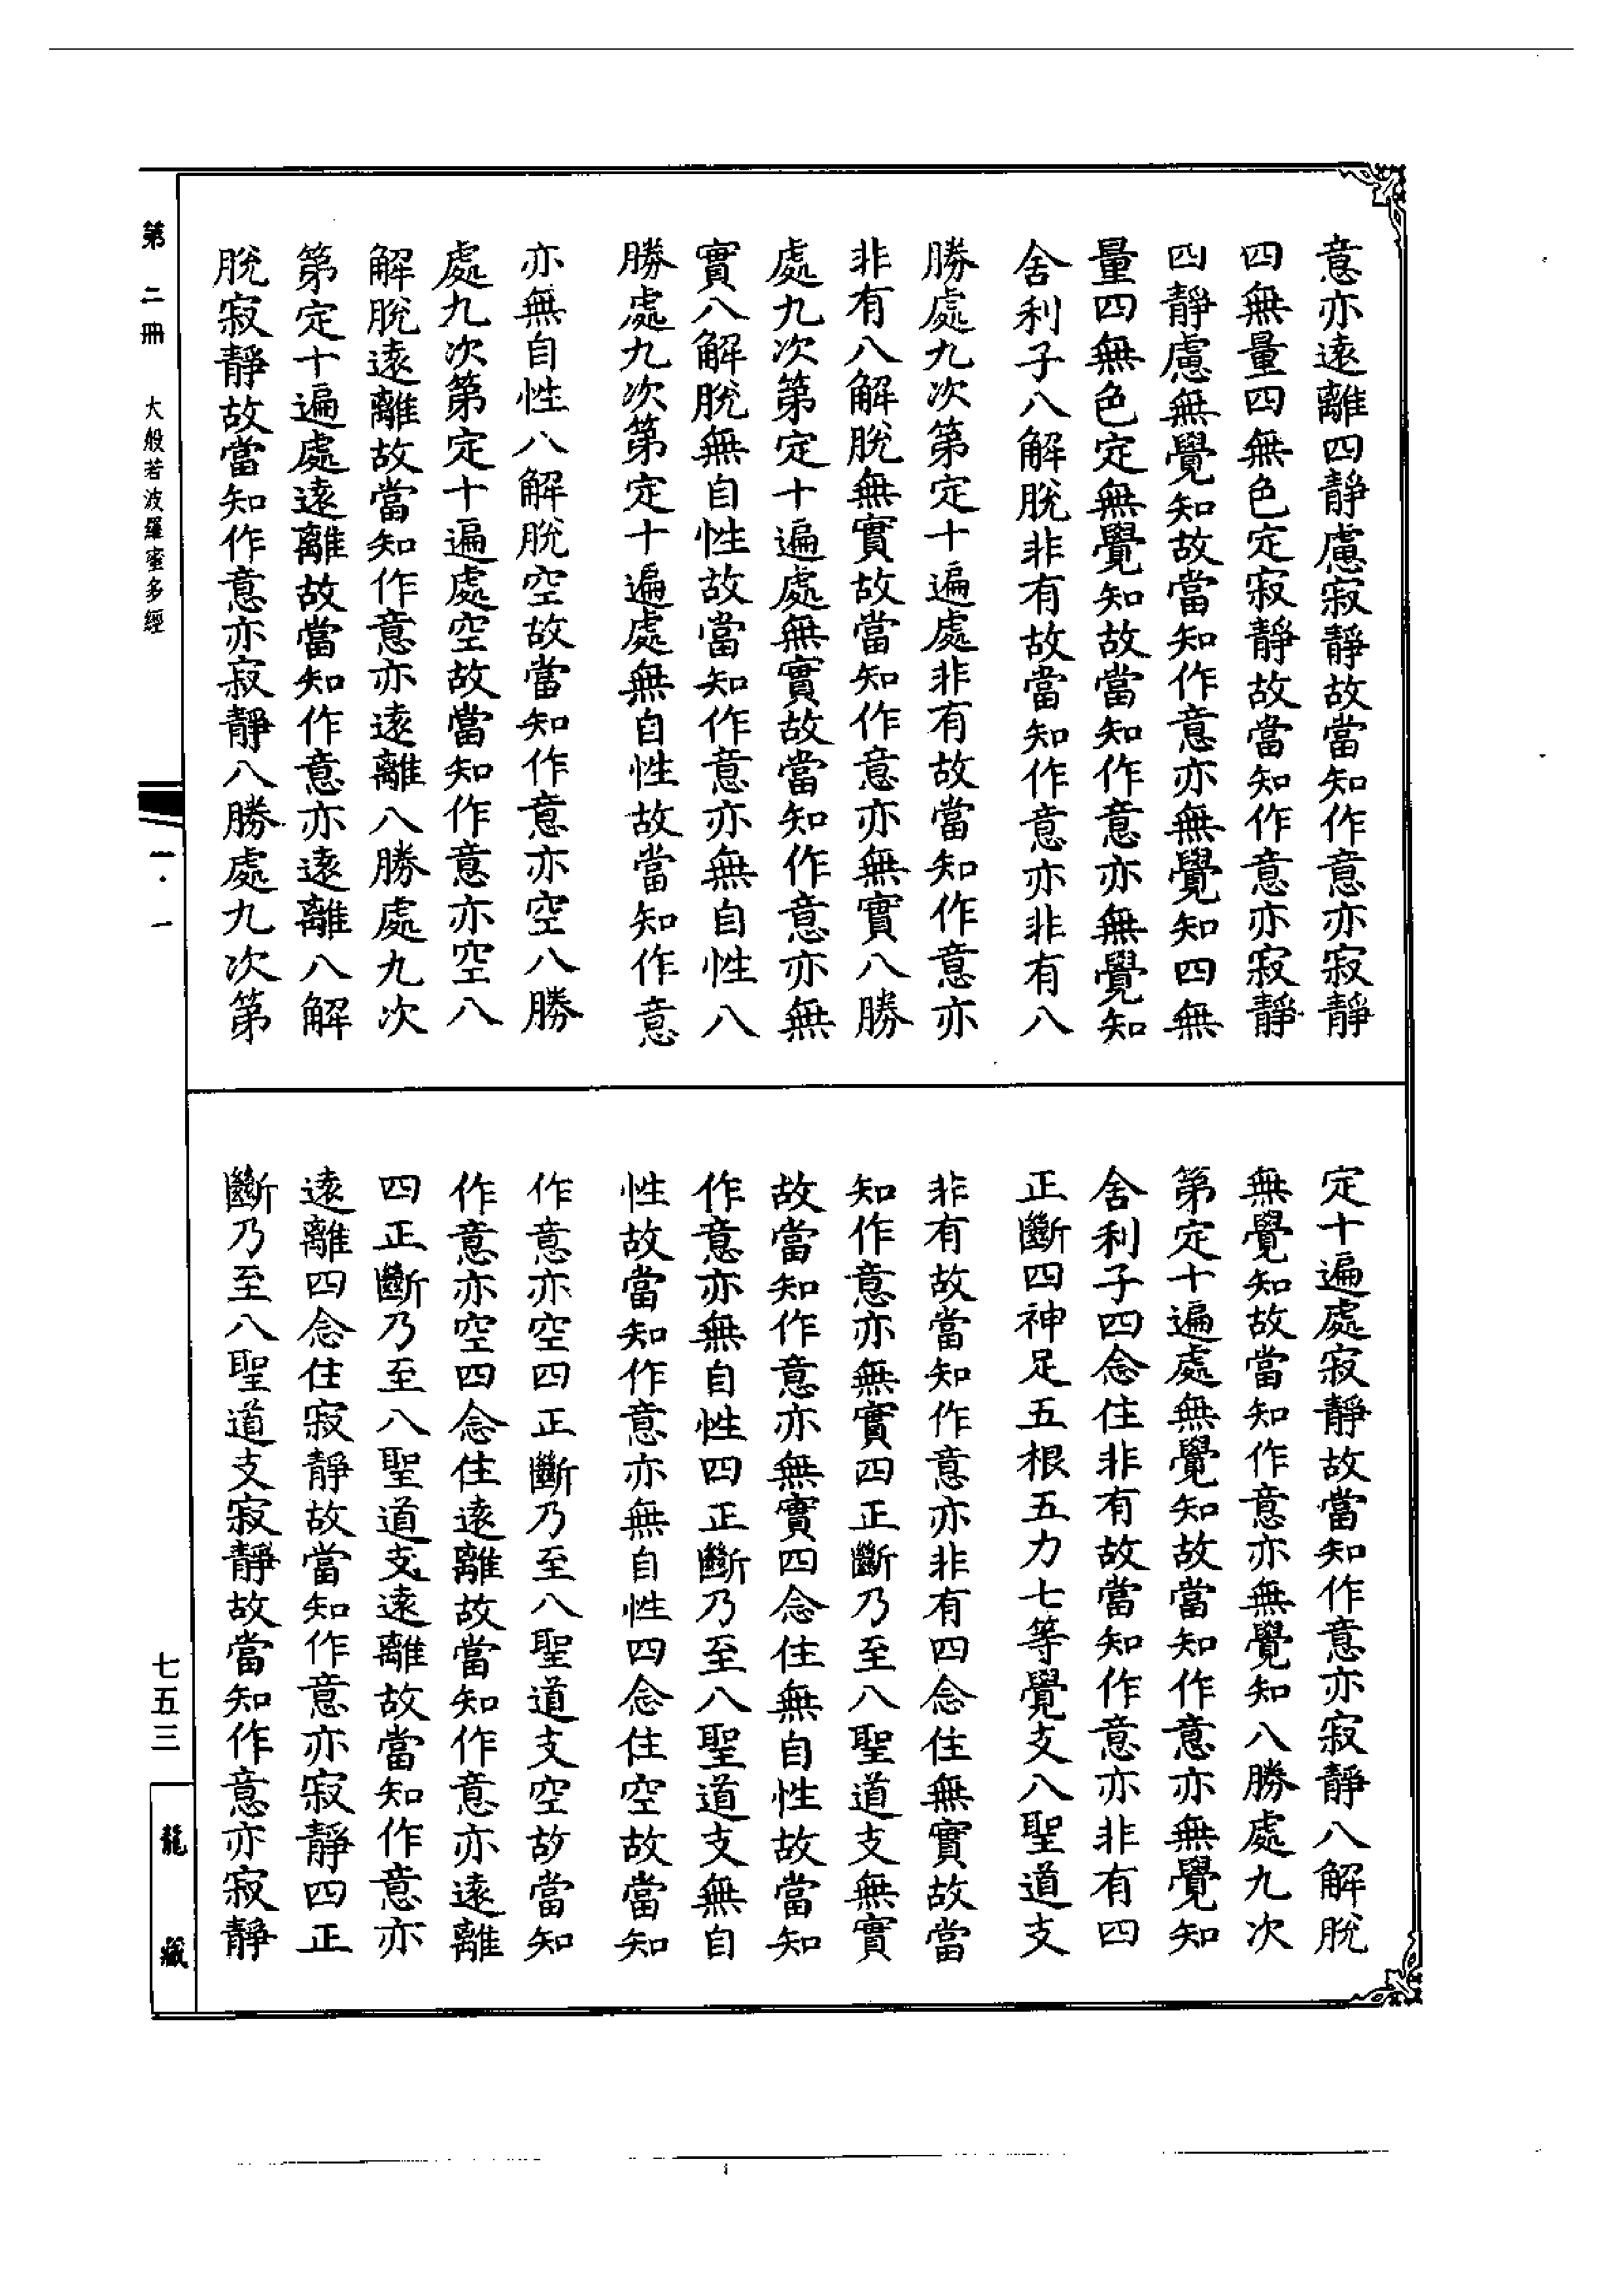 意亦遠離四靜慮寂靜故當知作意亦寂靜
四無量四無色定寂靜故當知作意亦寂靜
四靜慮無覺知故當知作意亦無覺知四無
量四無色定無覺知故當知作意亦無覺知
舍利子八解脫非有故當知作意亦非有八
勝處九次第定十遍處非有故當知作意亦
非有八解脫無實故當知作意亦無實八勝
處九次第定十遍處無實故當知作意亦無
實八解脫無自性故當知作意亦無自性八
勝處九次第定十遍處無自性故當知作意
亦無自性八解脫空故當知作意亦空八勝
處九次第定十遍處空故當知作意亦空八
解脫遠離故當知作意亦遠離八勝處九次
第定十遍處遠離故當知作意亦遠離八解
脫寂靜故當知作意亦寂靜八勝處九次第
定十遍處寂靜故當知作意亦寂靜八解脫
無覺知故當知作意亦無覺知八勝處九次
第定十遍處無覺知故當知作意亦無覺知
舍利子四念住非有故當知作意亦非有四
正斷四神足五根五力七等覺支八聖道支
非有故當知作意亦非有四念住無實故當
知作意亦無實四正斷乃至八聖道支無實
故當知作意亦無實四念住無自性故當知
作意亦無自性四正斷乃至八聖道支無自
性故當知作意亦無自性四念住空故當知
作意亦空四正斷乃至八聖道支空故當知
作意亦空四念住遠離故當知作意亦遠離
四正斷乃至八聖道支遠離故當知作意亦
遠離四念住寂靜故當知作意亦寂靜四正
斷乃至八聖道支寂靜故當知作意亦寂靜
第二冊 大般若波羅蜜多經 一·一 七五三 龍藏